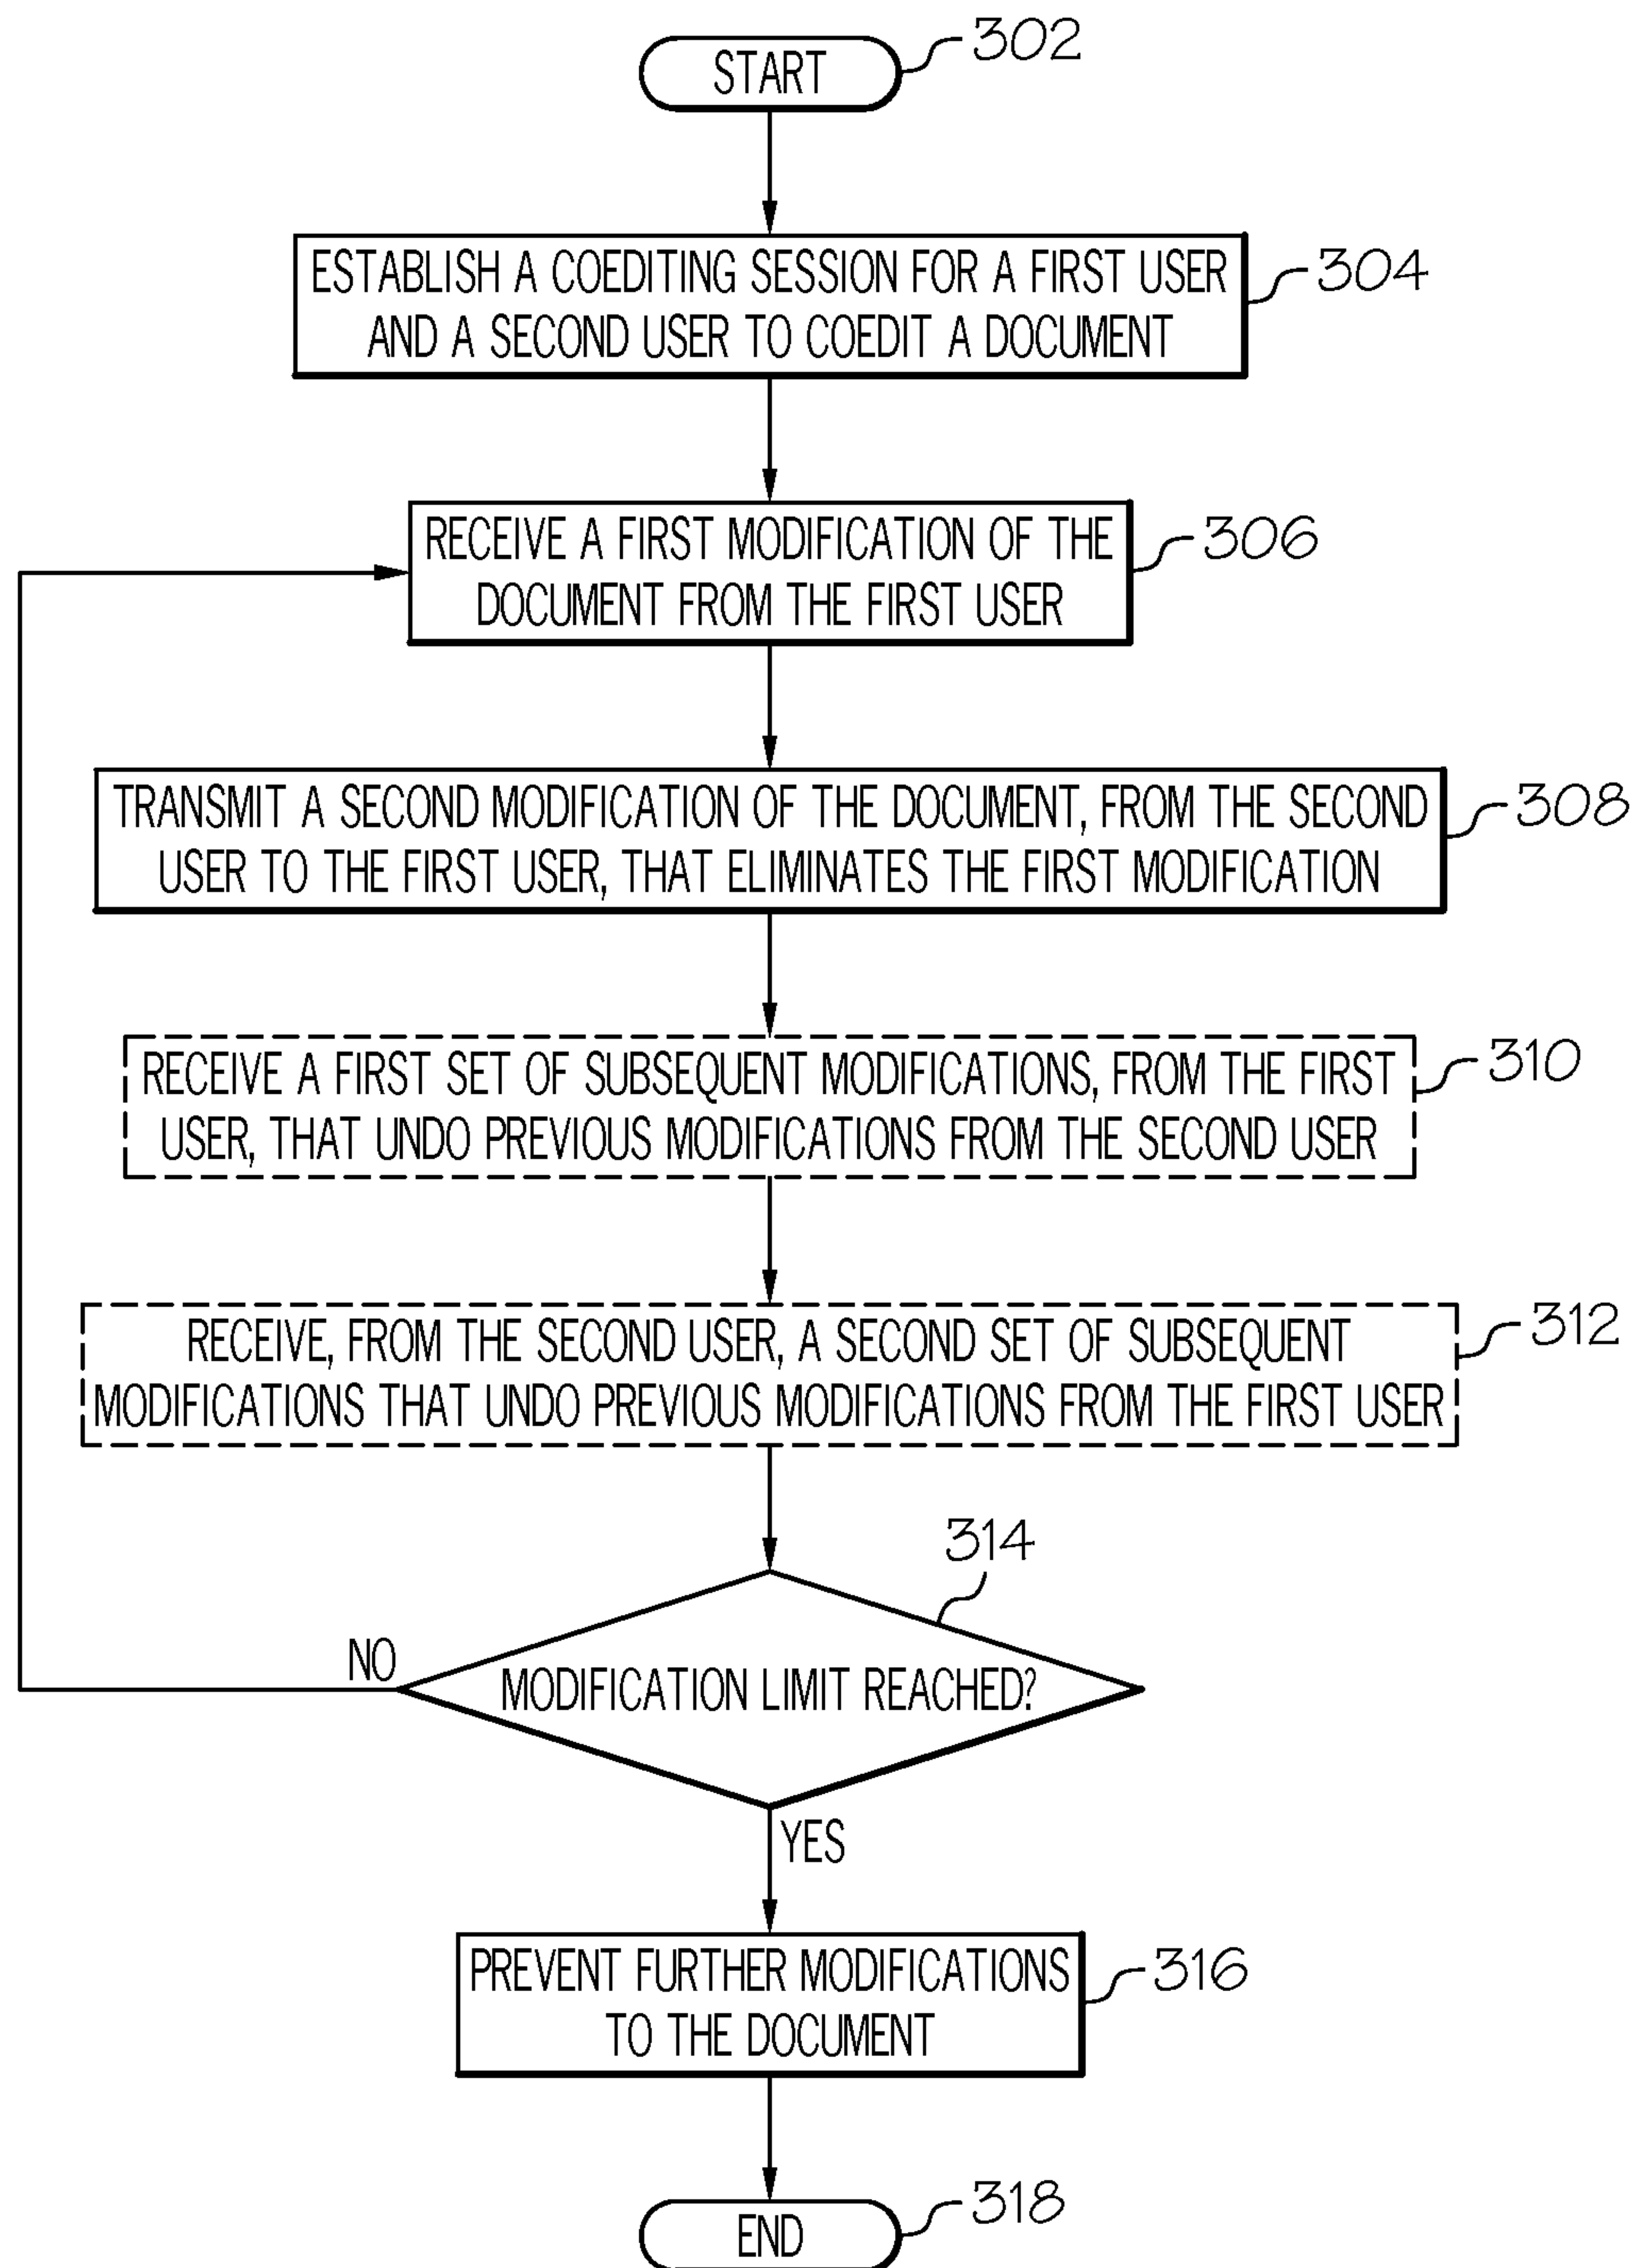 START
302
ESTABLISH A COEDITING SESSION FOR A FIRST USER
AND A SECOND USER TO COEDIT A DOCUMENT
304
RECEIVE A FIRST MODIFICATION OF THE
DOCUMENT FROM THE FIRST USER
306
TRANSMIT A SECOND MODIFICATION OF THE DOCUMENT, FROM THE SECOND
USER TO THE FIRST USER, THAT ELIMINATES THE FIRST MODIFICATION
308
RECEIVE A FIRST SET OF SUBSEQUENT MODIFICATIONS, FROM THE FIRST
USER, THAT UNDO PREVIOUS MODIFICATIONS FROM THE SECOND USER
310
RECEIVE, FROM THE SECOND USER, A SECOND SET OF SUBSEQUENT
MODIFICATIONS THAT UNDO PREVIOUS MODIFICATIONS FROM THE FIRST USER
312
314
NO
MODIFICATION LIMIT REACHED?
YES
PREVENT FURTHER MODIFICATIONS
TO THE DOCUMENT
316
END
318